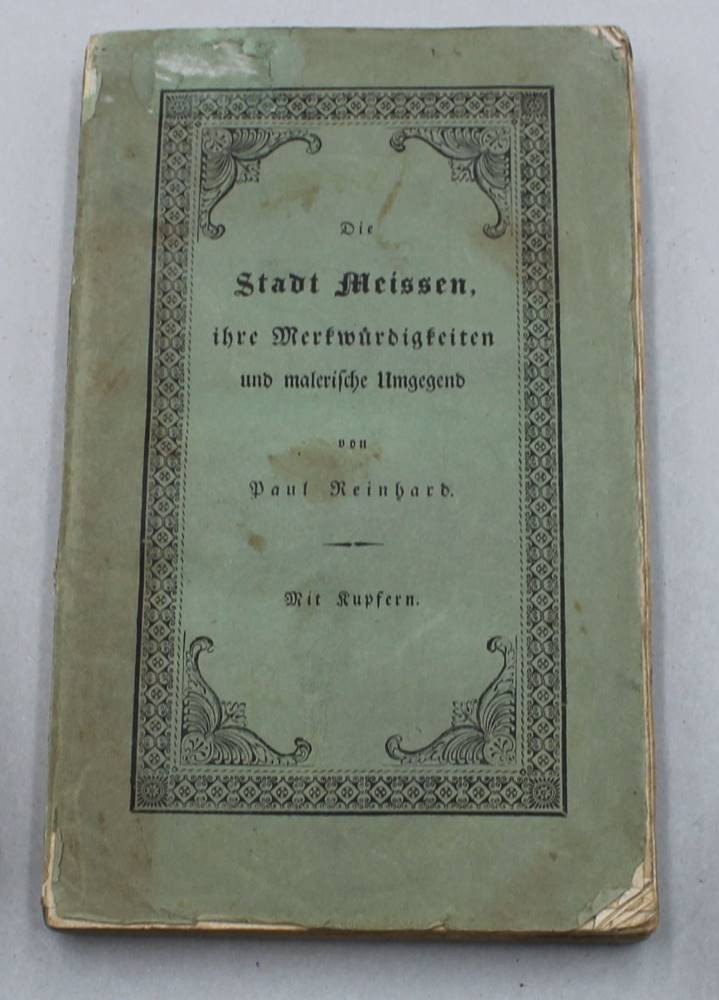 Die
Stadt Meissen,
ihre Merkwürdigkeiten
und malerische Umgegend
von
Paul Reinhard.
Mit Kupfern.